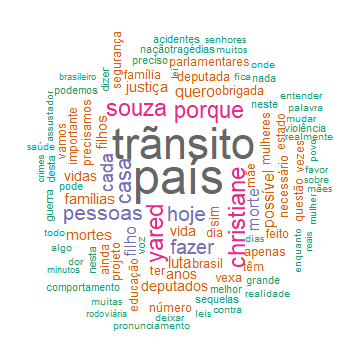 acidentes senhores
nação tragédias muitos
brasileiro
dizer
segurança
lei
preciso parlamentares onde
família deputada fica nada
podemos
justiça quero obrigada
neste entender
palavra
mudar
violência
realmente
povo
assustador
importante
precisamos
filhos
souza porque
mulheres
estado
necessário
vezes
vamos
saúde
trãnsito
país
desta
cada
casa
crimes
pode
vidas
mãe
possível
questão
favor
sobre
mães
mulher
guerra
famílias
pessoas hoje
yared
christiane
morte
sim
feito
dias
reais
enquanto
todo mortes
filho
voz
vida dia
fazer
algo
dor
nesta
ainda
projeto
educação
luta brasil
apenas
têm
minutos
ter anos vexa
grande
comportamento
deputados melhor
realidade
sequelas
muitas
número
leis contra
rodoviária deixar
pronunciamento